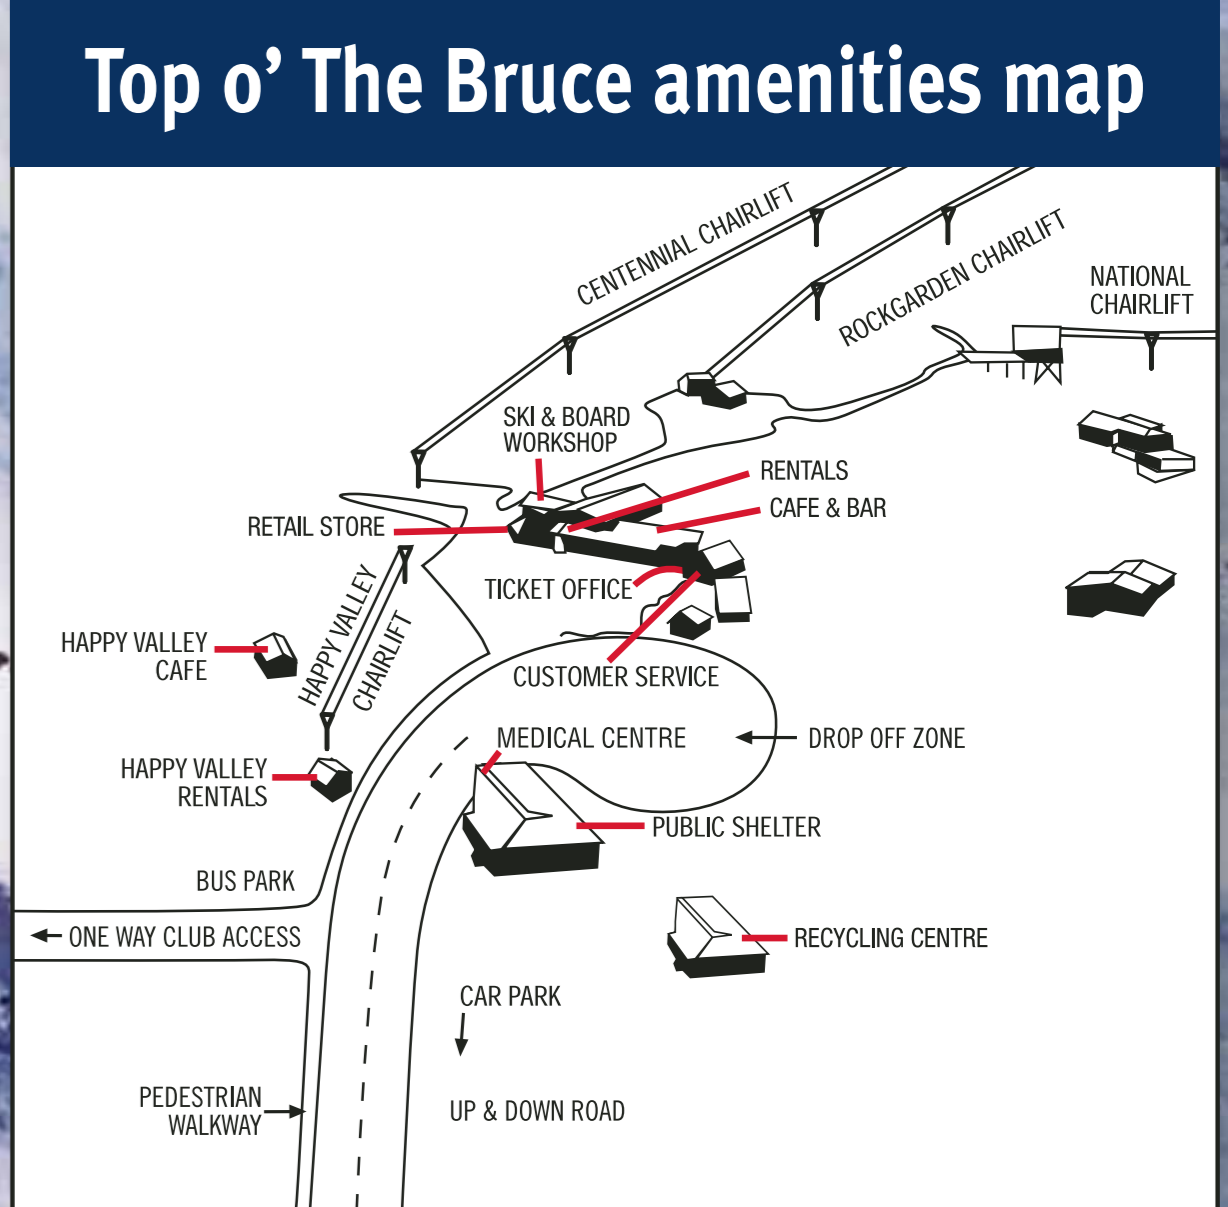 Top o’ The Bruce amenities map
CENTENNIAL CHAIRLIFT
ROCKGARDEN CHAIRLIFT
NATIONAL
CHAIRLIFT
SKI & BOARD
WORKSHOP
RENTALS
CAFE & BAR
RETAIL STORE
TICKET OFFICE
HAPPY VALLEY
CHAIRLIFT
HAPPY VALLEY
CAFE
CUSTOMER SERVICE
MEDICAL CENTRE
DROP OFF ZONE
HAPPY VALLEY
RENTALS
PUBLIC SHELTER
BUS PARK
ONE WAY CLUB ACCESS
RECYCLING CENTRE
CAR PARK
PEDESTRIAN
WALKWAY
UP & DOWN ROAD